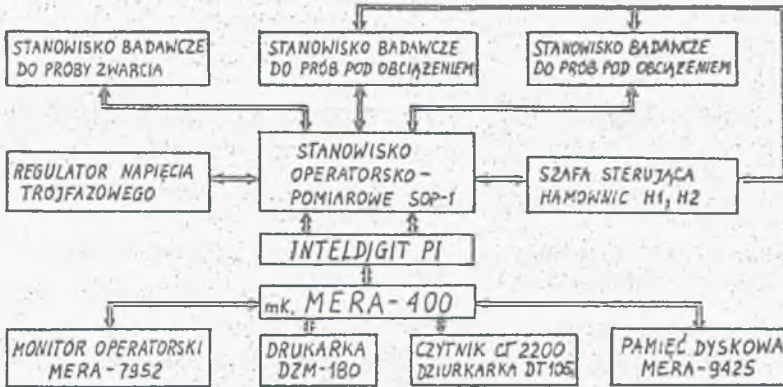 STANOWISKO BADAWCZE
DO PRÓBY ZWARCIA
STANOWISKO BADAWCZE
DO PRÓB POD OBCIĄŻENIEM
STANOWISKO BADAWCZE
DO PRÓB POD OBCIĄŻENIEM
REGULATOR NAPIĘCIA
TRÓJFAZOWEGO
STANOWISKO
OPERATORSKO-
POMIAROWE SOP-1
SZAFA STERUJĄCA
HAMOWNIC H1, H2
INTELDIGIT PI
mK. MERA-400
MONITOR OPERATORSKI
MERA-7952
DRUKARKA
DZM-180
CZYTNIK CT 2200
DZIURKARKA DT105
PAMIĘĆ DYSKOWA
MERA-9425